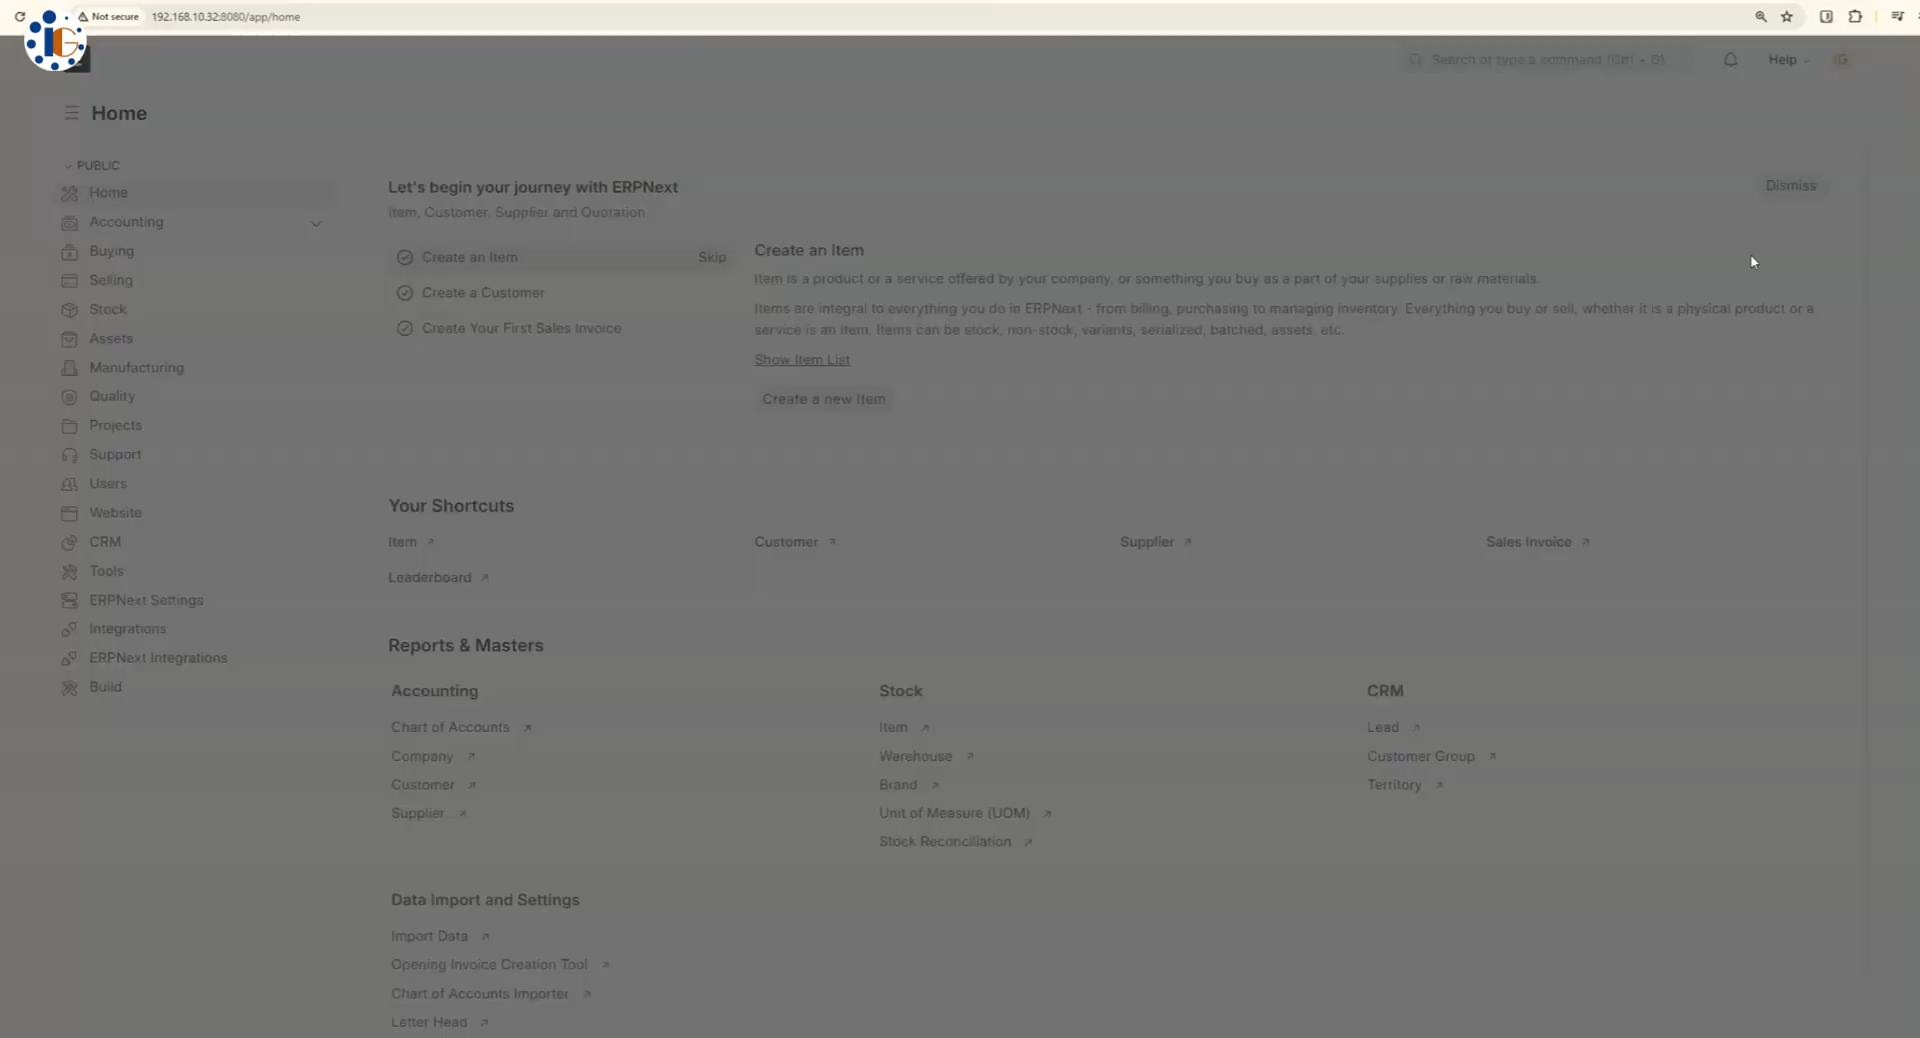 Not secure 192.168.10.32:8080/app/home
IG
Search or type a command (Ctrl + G)
Help
IG
Home
PUBLIC
Home
Accounting
Buying
Selling
Stock
Assets
Manufacturing
Quality
Projects
Support
Users
Website
CRM
Tools
ERPNext Settings
Integrations
ERPNext Integrations
Build
Let's begin your journey with ERPNext
Dismiss
Item, Customer, Supplier and Quotation
Create an Item
Skip
Create a Customer
Create Your First Sales Invoice
Create an Item
Item is a product or a service offered by your company, or something you buy as a part of your supplies or raw materials.
Items are integral to everything you do in ERPNext - from billing, purchasing to managing inventory. Everything you buy or sell, whether it is a physical product or a
service is an Item. Items can be stock, non-stock, variants, serialized, batched, assets, etc.
Show Item List
Create a new Item
Your Shortcuts
Item
Customer
Supplier
Sales Invoice
Leaderboard
Reports & Masters
Accounting
Chart of Accounts
Company
Customer
Supplier
Stock
Item
Warehouse
Brand
Unit of Measure (UOM)
Stock Reconciliation
CRM
Lead
Customer Group
Territory
Data Import and Settings
Import Data
Opening Invoice Creation Tool
Chart of Accounts Importer
Letter Head